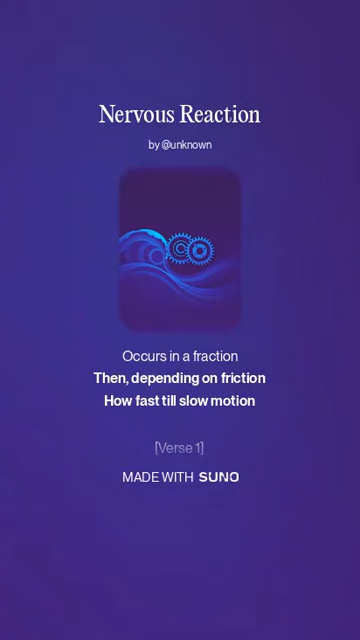 Nervous Reaction
by @unknown
Occurs in a fraction
Then, depending on friction
How fast till slow motion
[Verse 1]
MADE WITH SUNO